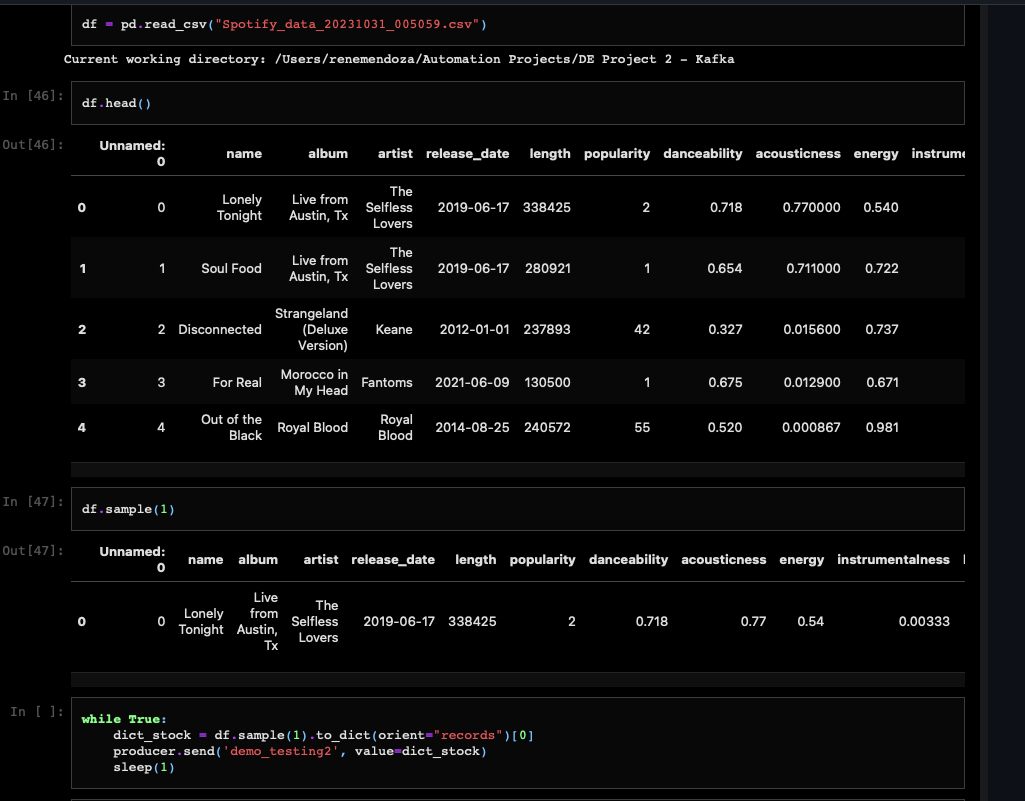 df = pd.read_csv("Spotify_data_20231031_005059.csv")
Current working directory: /Users/renemendoza/Automation Projects/DE Project 2 - Kafka
In [46]:
df.head()
Out[46]:
Unnamed: 0 name album artist release_date length popularity danceability acousticness energy instrume
0 0 Lonely Tonight Live from Austin, Tx The Selfless Lovers 2019-06-17 338425 2 0.718 0.770000 0.540
1 1 Soul Food Live from Austin, Tx The Selfless Lovers 2019-06-17 280921 1 0.654 0.711000 0.722
2 2 Disconnected Strangeland (Deluxe Version) Keane 2012-01-01 237893 42 0.327 0.015600 0.737
3 3 For Real Morocco in My Head Fantoms 2021-06-09 130500 1 0.675 0.012900 0.671
4 4 Out of the Black Royal Blood Royal Blood 2014-08-25 240572 55 0.520 0.000867 0.981
In [47]:
df.sample(1)
Out[47]:
Unnamed: 0 name album artist release_date length popularity danceability acousticness energy instrumentalness
0 0 Lonely Tonight Live from Austin, Tx The Selfless Lovers 2019-06-17 338425 2 0.718 0.77 0.54 0.00333
In [ ]:
while True:
    dict_stock = df.sample(1).to_dict(orient="records")[0]
    producer.send('demo_testing2', value=dict_stock)
    sleep(1)